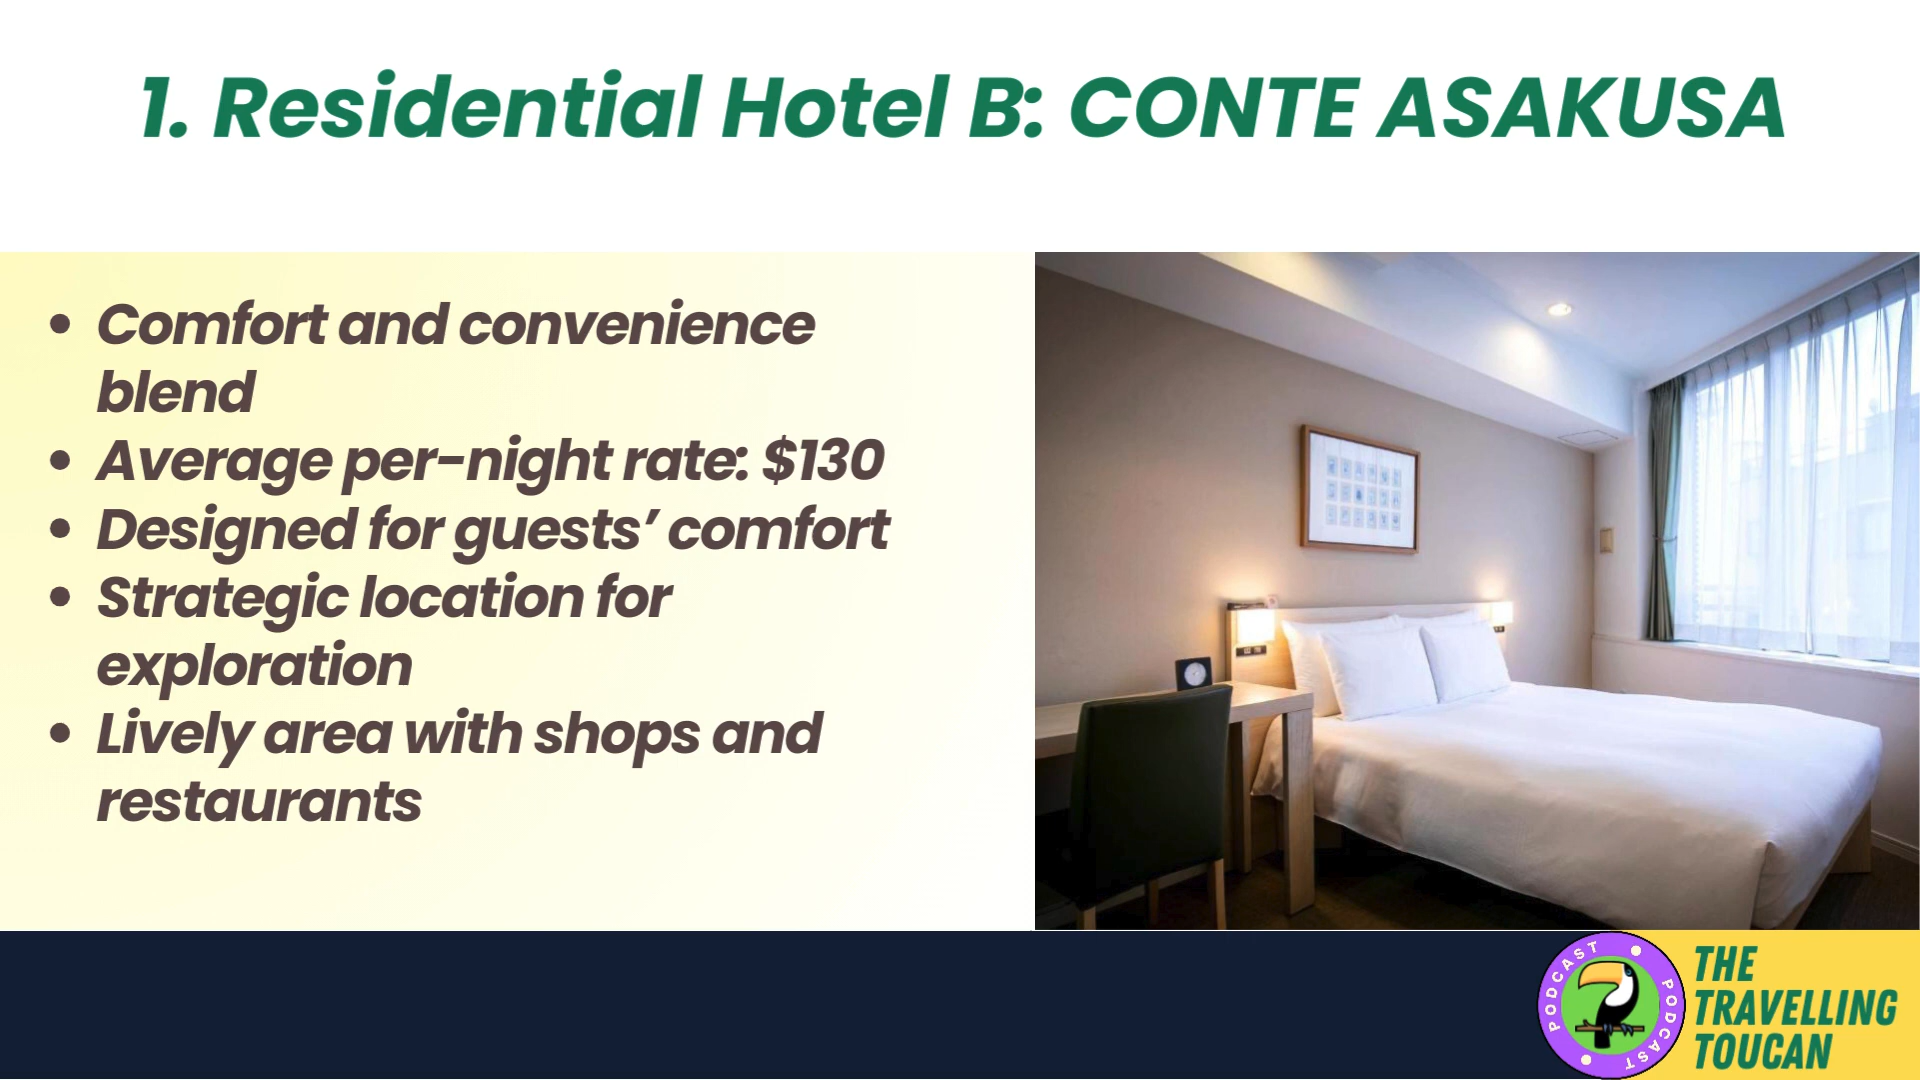 1. Residential Hotel B: CONTE ASAKUSA
• Comfort and convenience
blend
• Average per-night rate: $130
• Designed for guests’ comfort
• Strategic location for
exploration
• Lively area with shops and
restaurants
PODCAST • PODCAST •
THE
TRAVELLING
TOUCAN